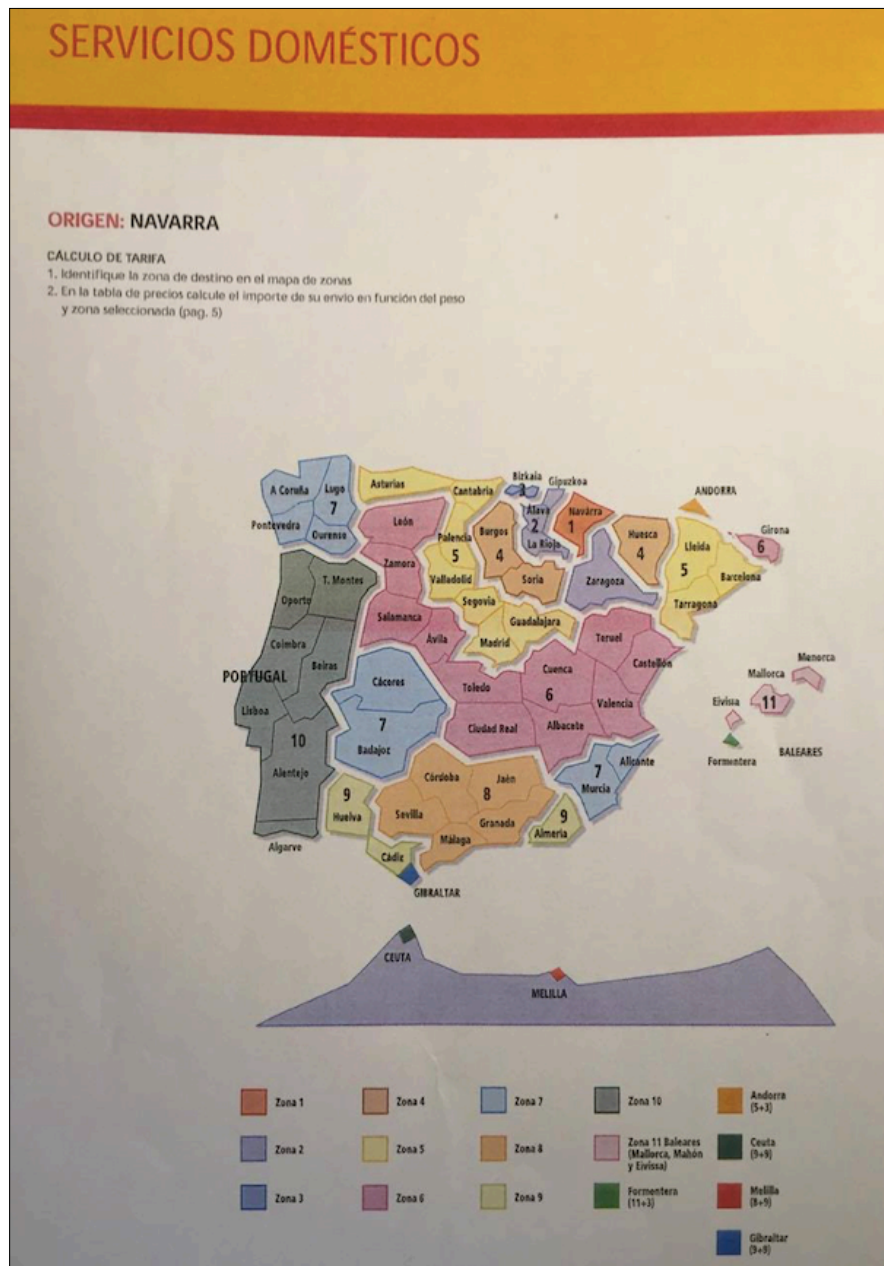 SERVICIOS DOMÉSTICOS
ORIGEN: NAVARRA
CÁLCULO DE TARIFA
1. Identifique la zona de destino en el mapa de zonas
2. En la tabla de precios calcule el importe de su envio en función del peso
y zona seleccionada (pag. 5)
Bizkaia
Gipuzkoa
A Coruña
Lugo
Asturias
Cantabria
3
ANDORRA
7
Pontevedra
Ourense
León
Palencia
Burgos
Álava
2
La Rioja
Navarra
1
Huesca
4
Lleida
Girona
6
5
4
5
Zamora
Valladolid
Soria
Zaragoza
Barcelona
Tarragona
T. Montes
Oporto
Segovia
Guadalajara
Salamanca
Ávila
Madrid
Teruel
Coimbra
Beiras
Castellón
Menorca
PORTUGAL
Cáceres
Toledo
Cuenca
6
Mallorca
Eivissa
11
Lisboa
7
Valencia
Ciudad Real
Albacete
10
Badajoz
Formentera
BALEARES
Alentejo
Córdoba
Jaén
7
Alicante
Murcia
9
Huelva
8
Sevilla
Granada
9
Almeria
Málaga
Algarve
Cádiz
GIBRALTAR
CEUTA
MELILLA
Zona 1
Zona 4
Zona 7
Zona 10
Andorra
(5+3)
Zona 2
Zona 5
Zona 8
Zona 11 Baleares
(Mallorca, Mahón
y Eivissa)
Ceuta
(9+9)
Zona 3
Zona 6
Zona 9
Formentera
(11+3)
Melilla
(8+9)
Gibraltar
(9+9)